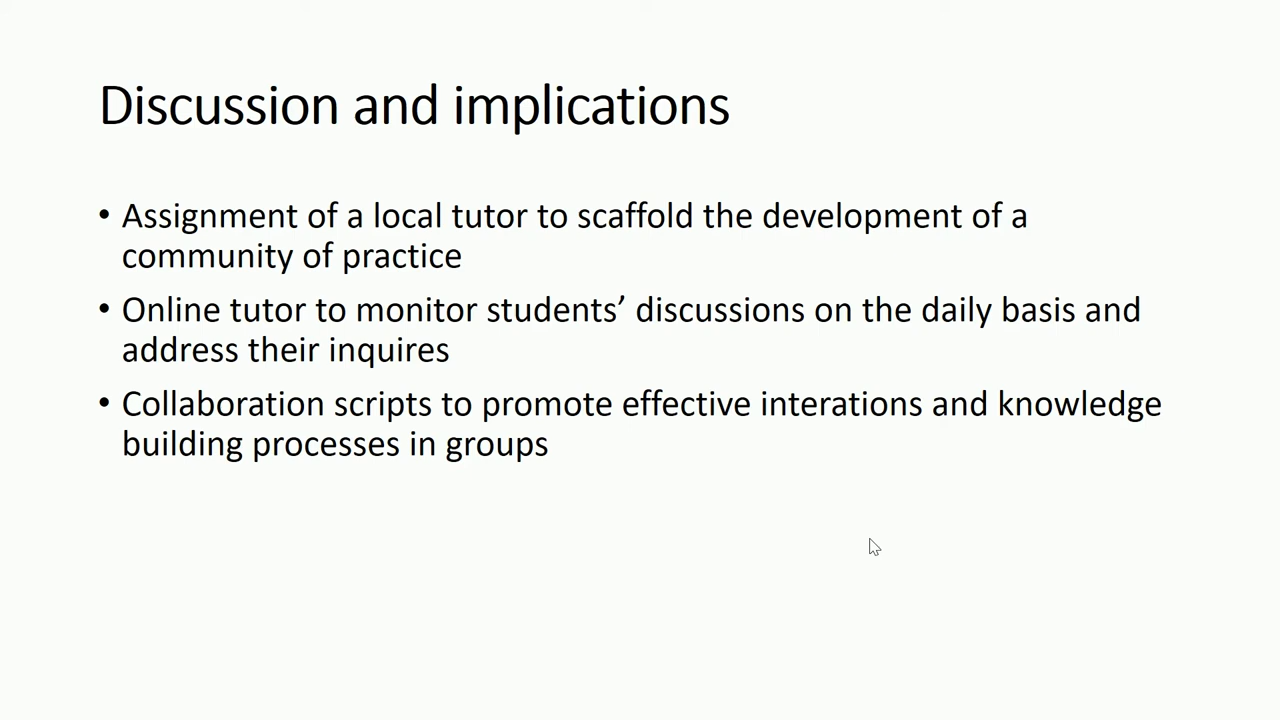 Discussion and implications
• Assignment of a local tutor to scaffold the development of a
community of practice
• Online tutor to monitor students’ discussions on the daily basis and
address their inquires
• Collaboration scripts to promote effective interations and knowledge
building processes in groups